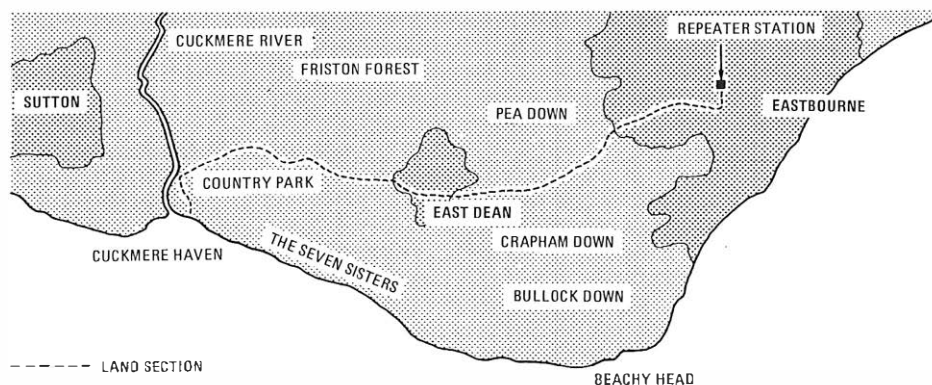 CUCKMERE RIVER
REPEATER STATION
FRISTON FOREST
SUTTON
EASTBOURNE
PEA DOWN
COUNTRY PARK
EAST DEAN
CRAPHAM DOWN
CUCKMERE HAVEN
THE SEVEN SISTERS
BULLOCK DOWN
LAND SECTION
BEACHY HEAD